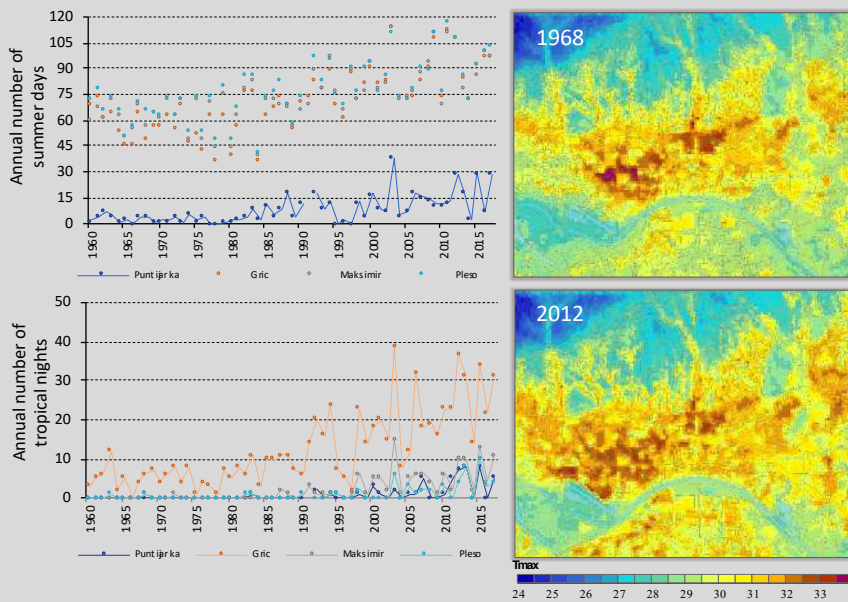 Annual number of
summer days
120
105
90
75
60
45
30
15
0
1960
1965
1970
1975
1980
1985
1990
1995
2000
2005
2010
2015
Puntijarka
Gric
Maksimir
Pleso
Annual number of
tropical nights
50
40
30
20
10
0
1960
1965
1970
1975
1980
1985
1990
1995
2000
2005
2010
2015
Puntijarka
Gric
Maksimir
Pleso
1968
2012
Tmax
24 25 26 27 28 29 30 31 32 33